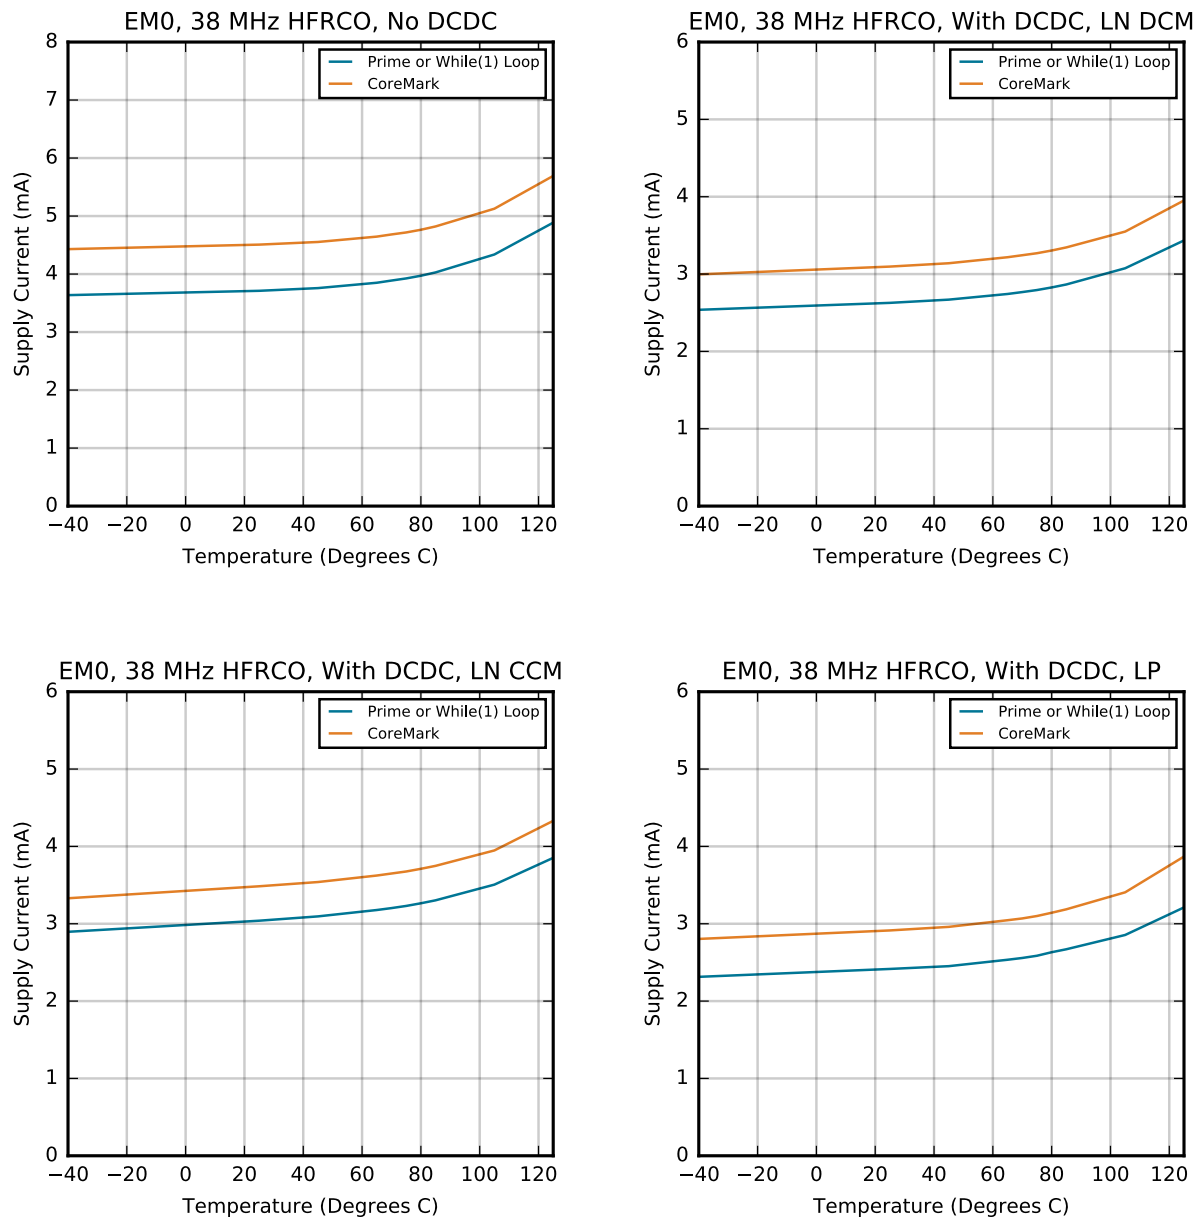 EM0, 38 MHz HFRCO, No DCDC
Prime or While(1) Loop
CoreMark
Supply Current (mA)
8
7
6
5
4
3
2
1
0
−40 −20 0 20 40 60 80 100 120
Temperature (Degrees C)
EM0, 38 MHz HFRCO, With DCDC, LN DCM
Prime or While(1) Loop
CoreMark
Supply Current (mA)
6
5
4
3
2
1
0
−40 −20 0 20 40 60 80 100 120
Temperature (Degrees C)
EM0, 38 MHz HFRCO, With DCDC, LN CCM
Prime or While(1) Loop
CoreMark
Supply Current (mA)
6
5
4
3
2
1
0
−40 −20 0 20 40 60 80 100 120
Temperature (Degrees C)
EM0, 38 MHz HFRCO, With DCDC, LP
Prime or While(1) Loop
CoreMark
Supply Current (mA)
6
5
4
3
2
1
0
−40 −20 0 20 40 60 80 100 120
Temperature (Degrees C)